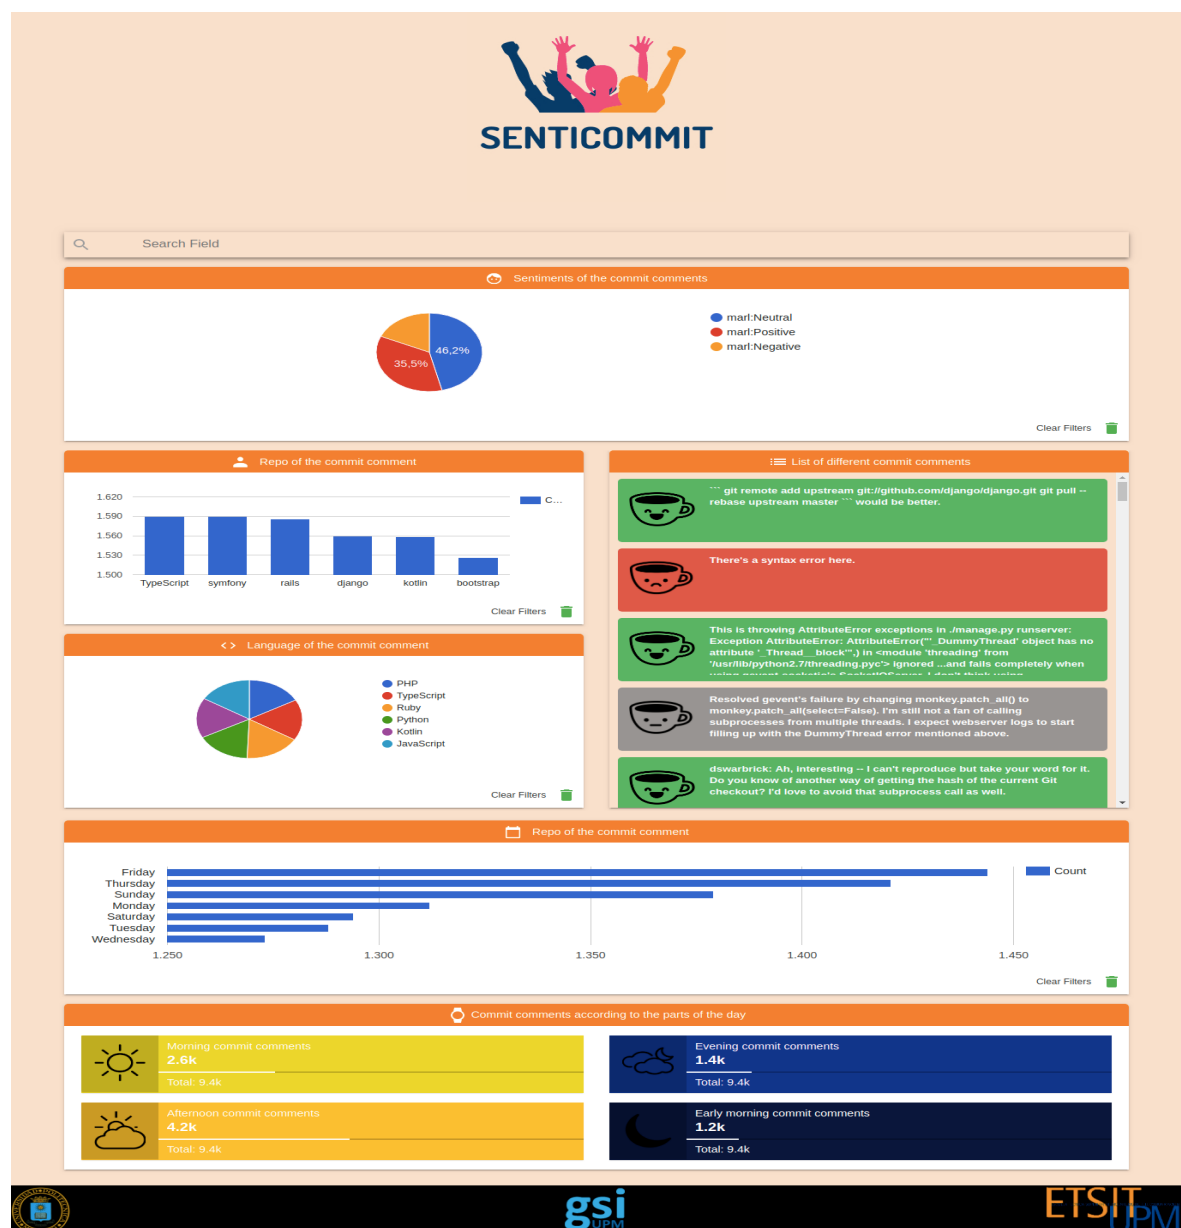 SENTICOMMIT
Search Field
Sentiments of the commit comments
46,2%
35,5%
marl:Neutral
marl:Positive
marl:Negative
Clear Filters
Repo of the commit comment
1.620
1.590
1.560
1.530
1.500
TypeScript symfony rails django kotlin bootstrap
C...
Clear Filters
Language of the commit comment
PHP
TypeScript
Ruby
Python
Kotlin
JavaScript
Clear Filters
List of different commit comments
``` git remote add upstream git://github.com/django/django.git git pull --
rebase upstream master ``` would be better.
There's a syntax error here.
This is throwing AttributeError exceptions in ./manage.py runserver:
Exception AttributeError: AttributeError("'_DummyThread' object has no
attribute '_Thread__block'",) in <module 'threading' from
'/usr/lib/python2.7/threading.pyc'> ignored ...and fails completely when
using gevent-socketio's SocketIOServer. I don't think using
Resolved gevent's failure by changing monkey.patch_all() to
monkey.patch_all(select=False). I'm still not a fan of calling
subprocesses from multiple threads. I expect webserver logs to start
filling up with the DummyThread error mentioned above.
dswarbrick: Ah, interesting -- I can't reproduce but take your word for it.
Do you know of another way of getting the hash of the current Git
checkout? I'd love to avoid that subprocess call as well.
Repo of the commit comment
Friday
Thursday
Sunday
Monday
Saturday
Tuesday
Wednesday
1.250 1.300 1.350 1.400 1.450
Count
Clear Filters
Commit comments according to the parts of the day
Morning commit comments
2.6k
Total: 9.4k
Evening commit comments
1.4k
Total: 9.4k
Afternoon commit comments
4.2k
Total: 9.4k
Early morning commit comments
1.2k
Total: 9.4k
gsi
UPM
ETSIT
UPM